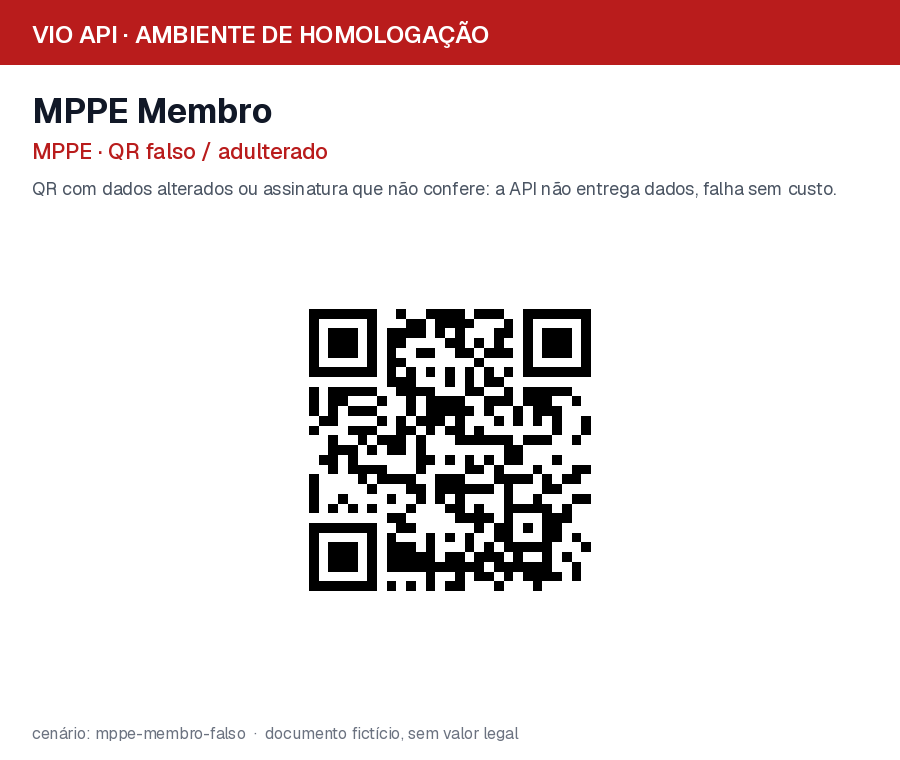 VIO API · AMBIENTE DE HOMOLOGAÇÃO
MPPE Membro
MPPE · QR falso / adulterado
QR com dados alterados ou assinatura que não confere: a API não entrega dados, falha sem custo.
cenário: mppe-membro-falso · documento fictício, sem valor legal